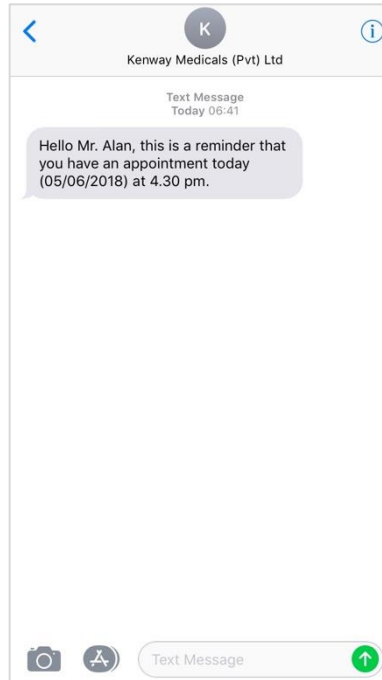 K
Kenway Medicals (Pvt) Ltd
Text Message
Today 06:41
Hello Mr. Alan, this is a reminder that
you have an appointment today
(05/06/2018) at 4.30 pm.
Text Message